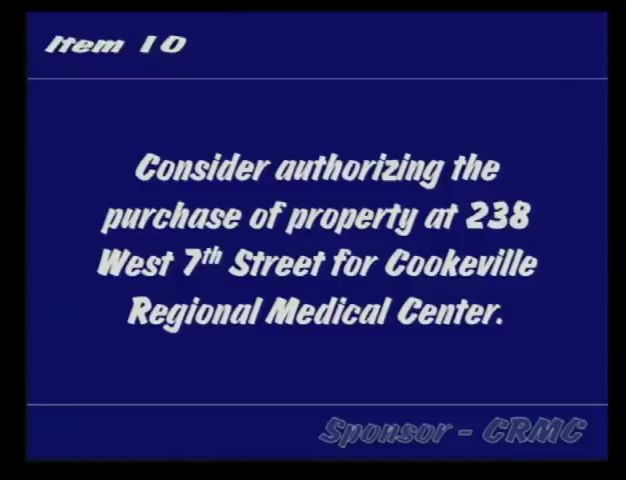 Item 10
Consider authorizing the
purchase of property at 238
West 7th Street for Cookeville
Regional Medical Center.
Sponsor - CRMC